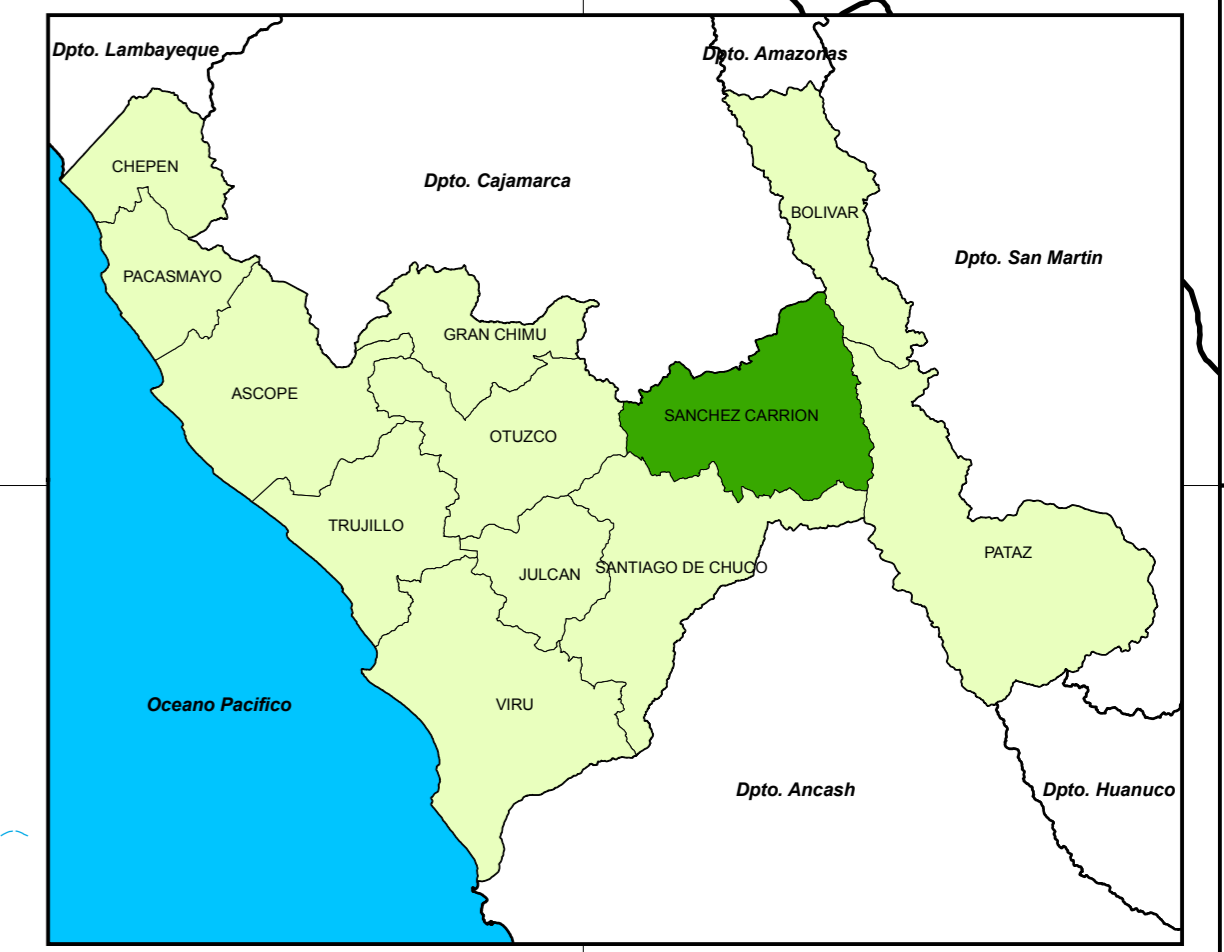 Dpto. Lambayeque
Dpto. Amazonas
CHEPEN
Dpto. Cajamarca
BOLIVAR
Dpto. San Martin
PACASMAYO
GRAN CHIMU
ASCOPE
SANCHEZ CARRION
OTUZCO
TRUJILLO
PATAZ
SANTIAGO DE CHUCO
JULCAN
Oceano Pacifico
VIRU
Dpto. Ancash
Dpto. Huanuco